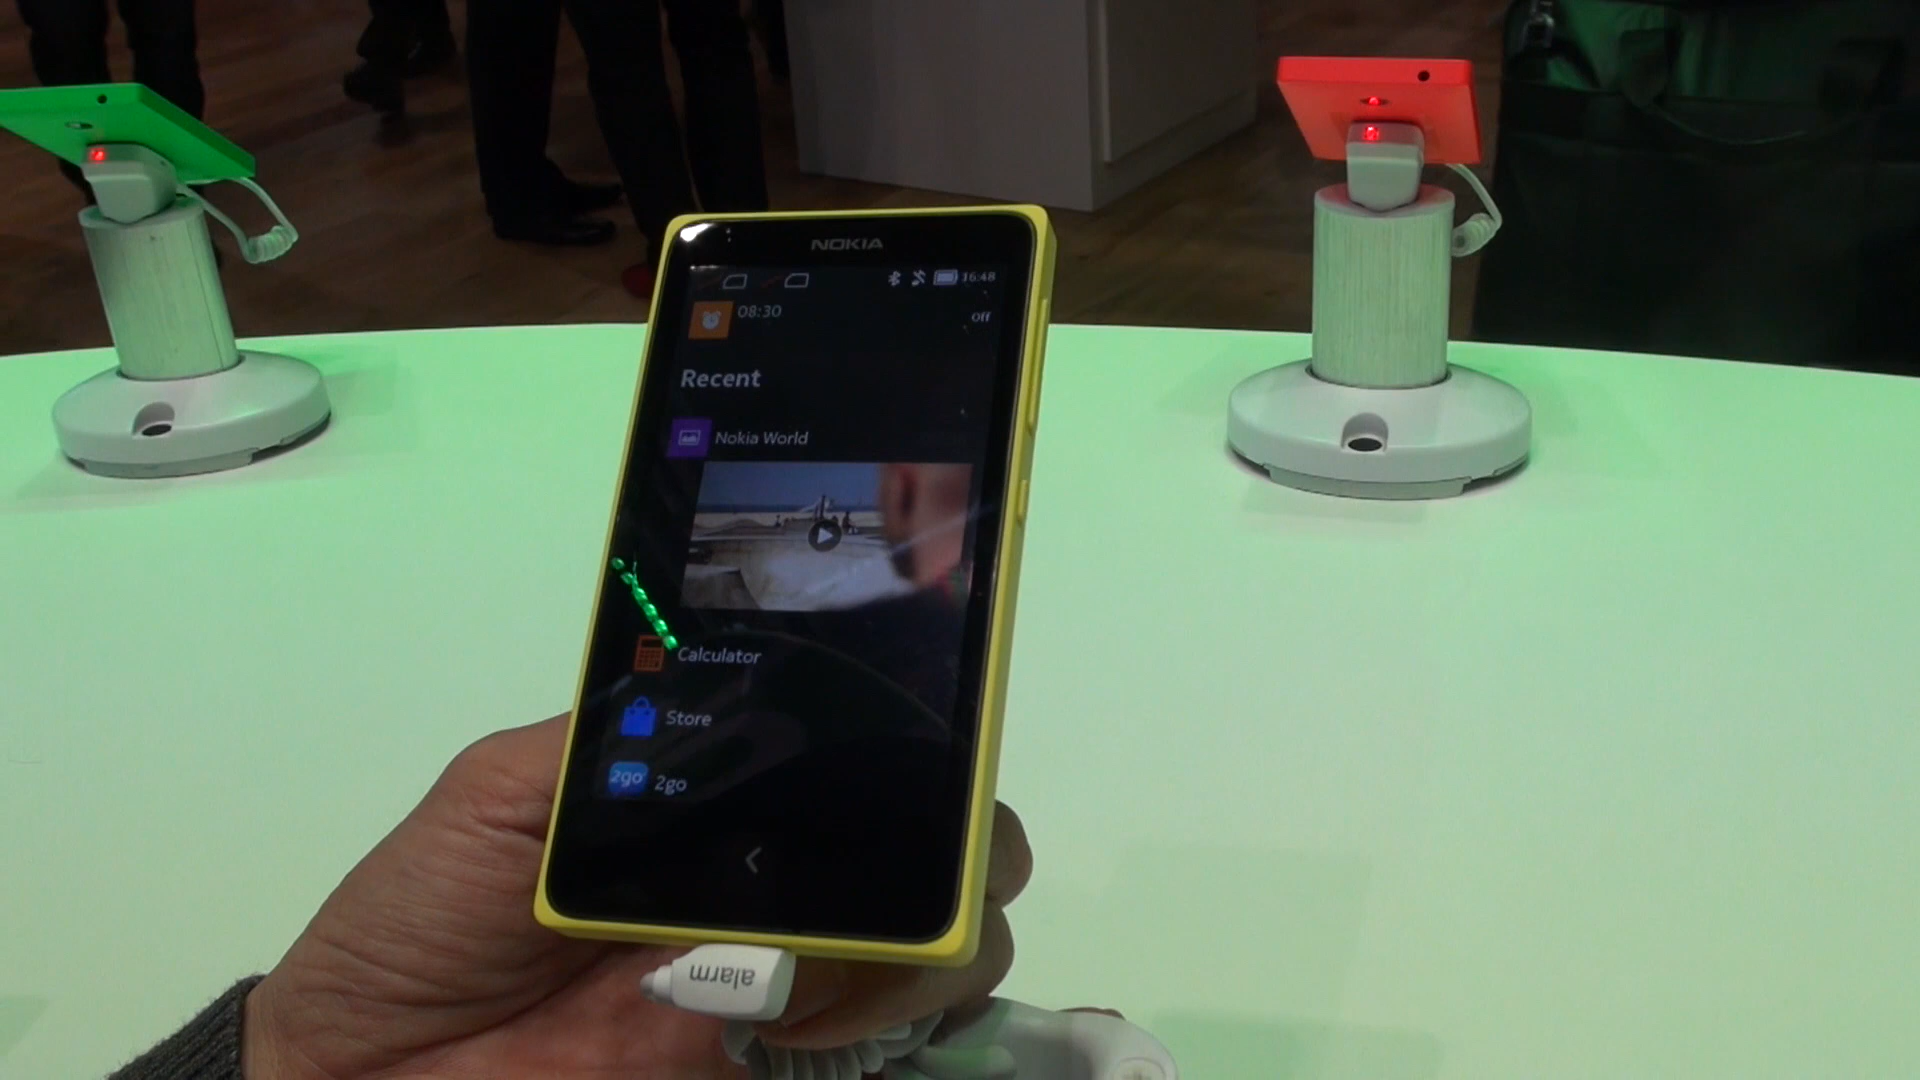 NOKIA
16:48
08:30
Off
Recent
Nokia World
Calculator
Store
2go 2go
alarm